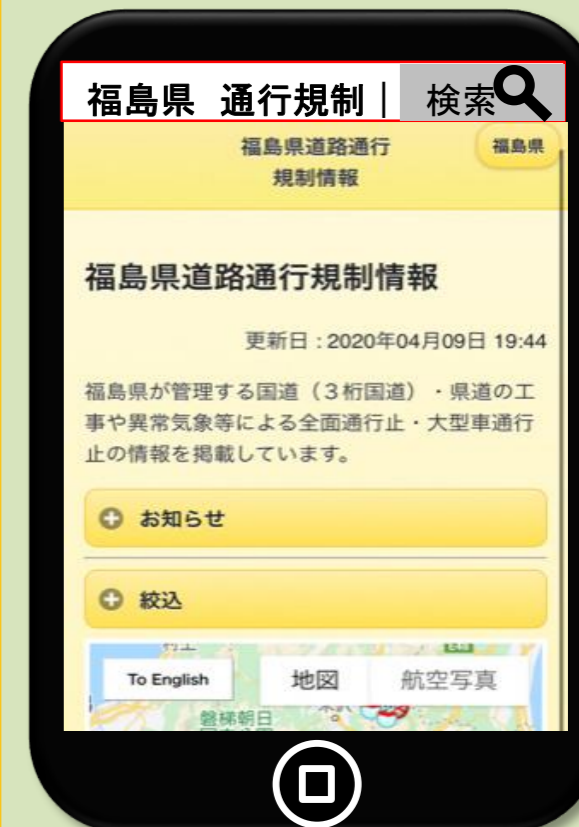 福島県 通行規制| 検索
福島県道路通行
規制情報
福島県
福島県道路通行規制情報
更新日：2020年04月09日 19:44
福島県が管理する国道（３桁国道）・県道の工
事や異常気象等による全面通行止・大型車通行
止の情報を掲載しています。
お知らせ
絞込
To English
地図
航空写真
磐梯朝日